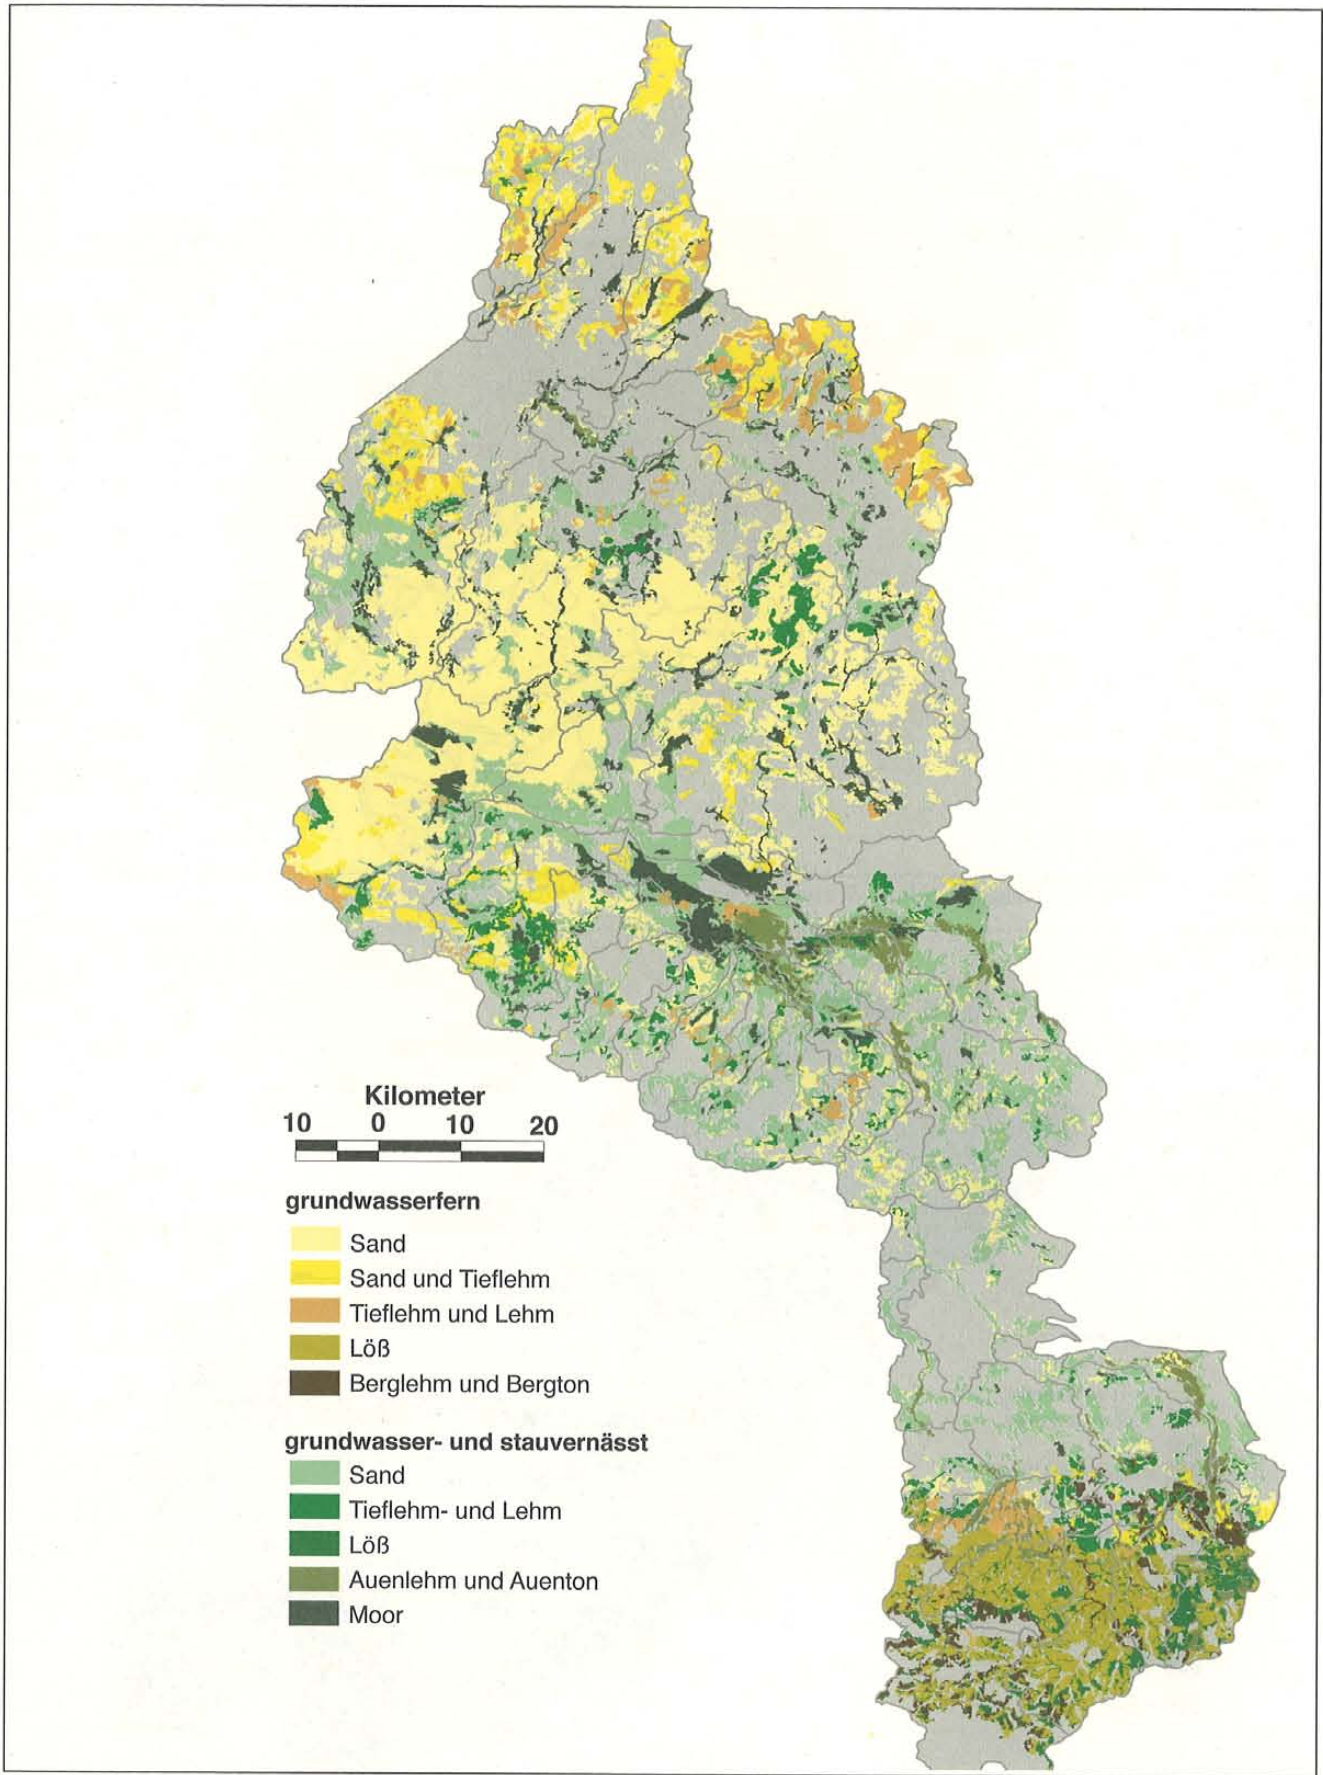 Kilometer
10 0 10 20
grundwasserfern
Sand
Sand und Tieflehm
Tieflehm und Lehm
Löß
Berglehm und Bergton
grundwasser- und stauvernässt
Sand
Tieflehm- und Lehm
Löß
Auenlehm und Auenton
Moor